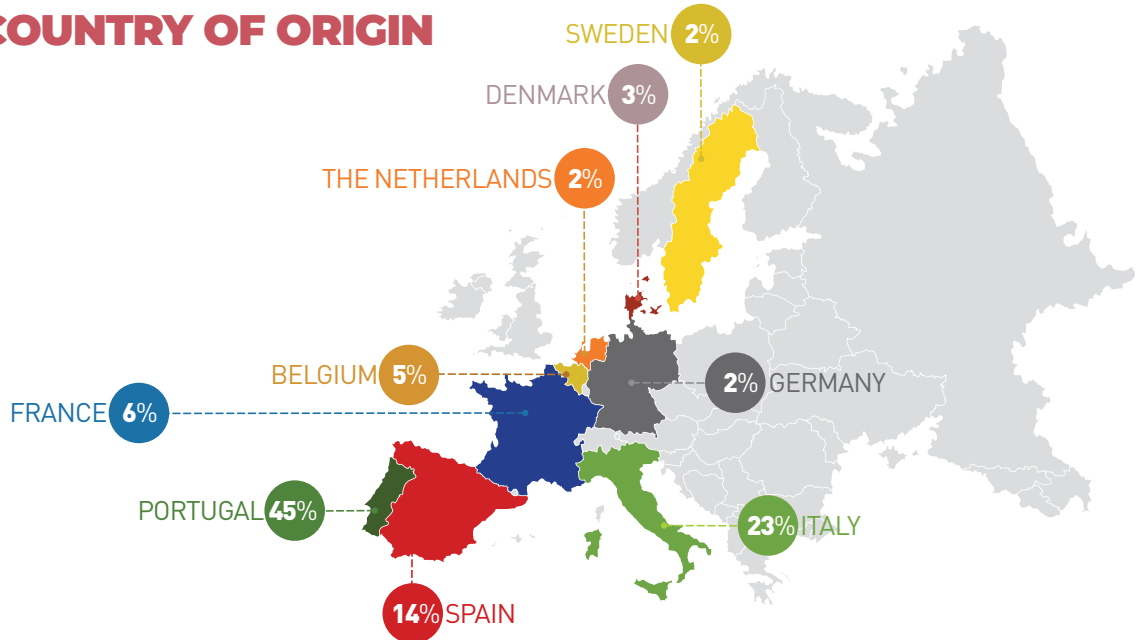 COUNTRY OF ORIGIN
SWEDEN 2%
DENMARK 3%
THE NETHERLANDS 2%
BELGIUM 5%
2% GERMANY
FRANCE 6%
PORTUGAL 45%
23% ITALY
14% SPAIN